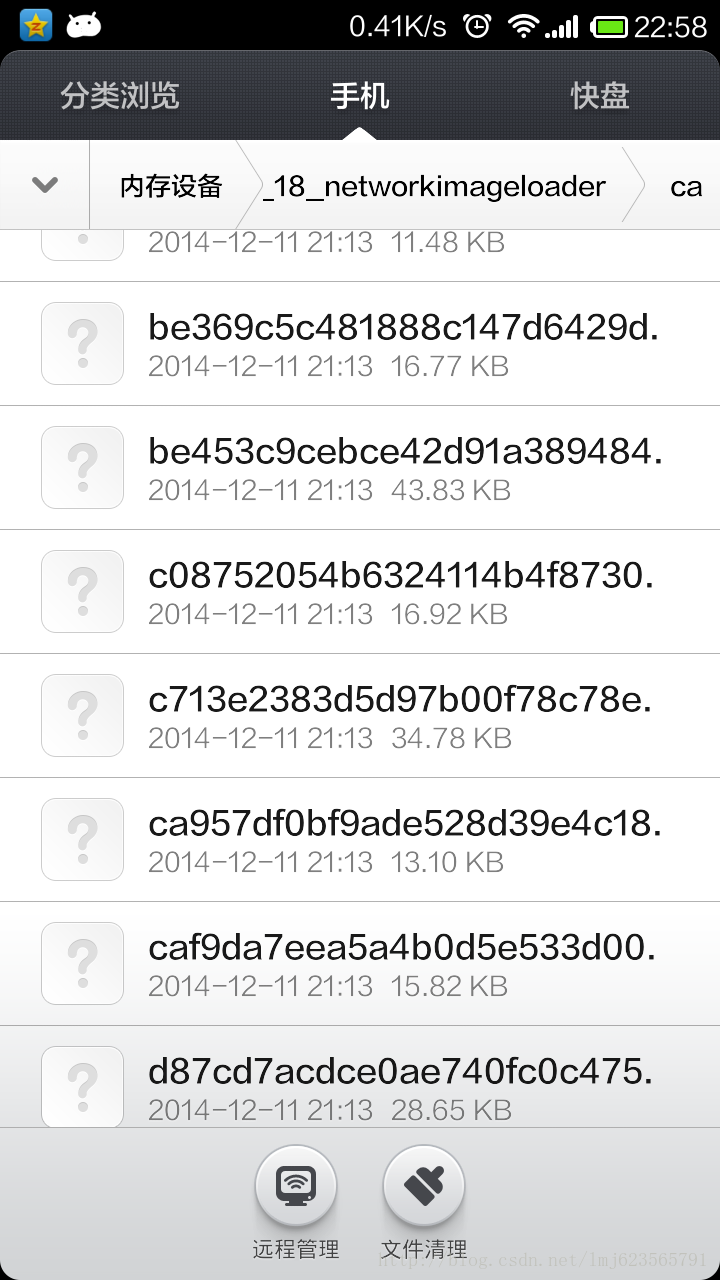 0.41K/s 22:58
分类浏览 手机 快盘
内存设备 _18_networkimageloader ca
2014-12-11 21:13 11.48 KB
be369c5c481888c147d6429d.
2014-12-11 21:13 16.77 KB
be453c9cebce42d91a389484.
2014-12-11 21:13 43.83 KB
c08752054b6324114b4f8730.
2014-12-11 21:13 16.92 KB
c713e2383d5d97b00f78c78e.
2014-12-11 21:13 34.78 KB
ca957df0bf9ade528d39e4c18.
2014-12-11 21:13 13.10 KB
caf9da7eea5a4b0d5e533d00.
2014-12-11 21:13 15.82 KB
d87cd7acdce0ae740fc0c475.
2014-12-11 21:13 28.65 KB
远程管理 文件清理
http://blog.csdn.net/lmj623565791